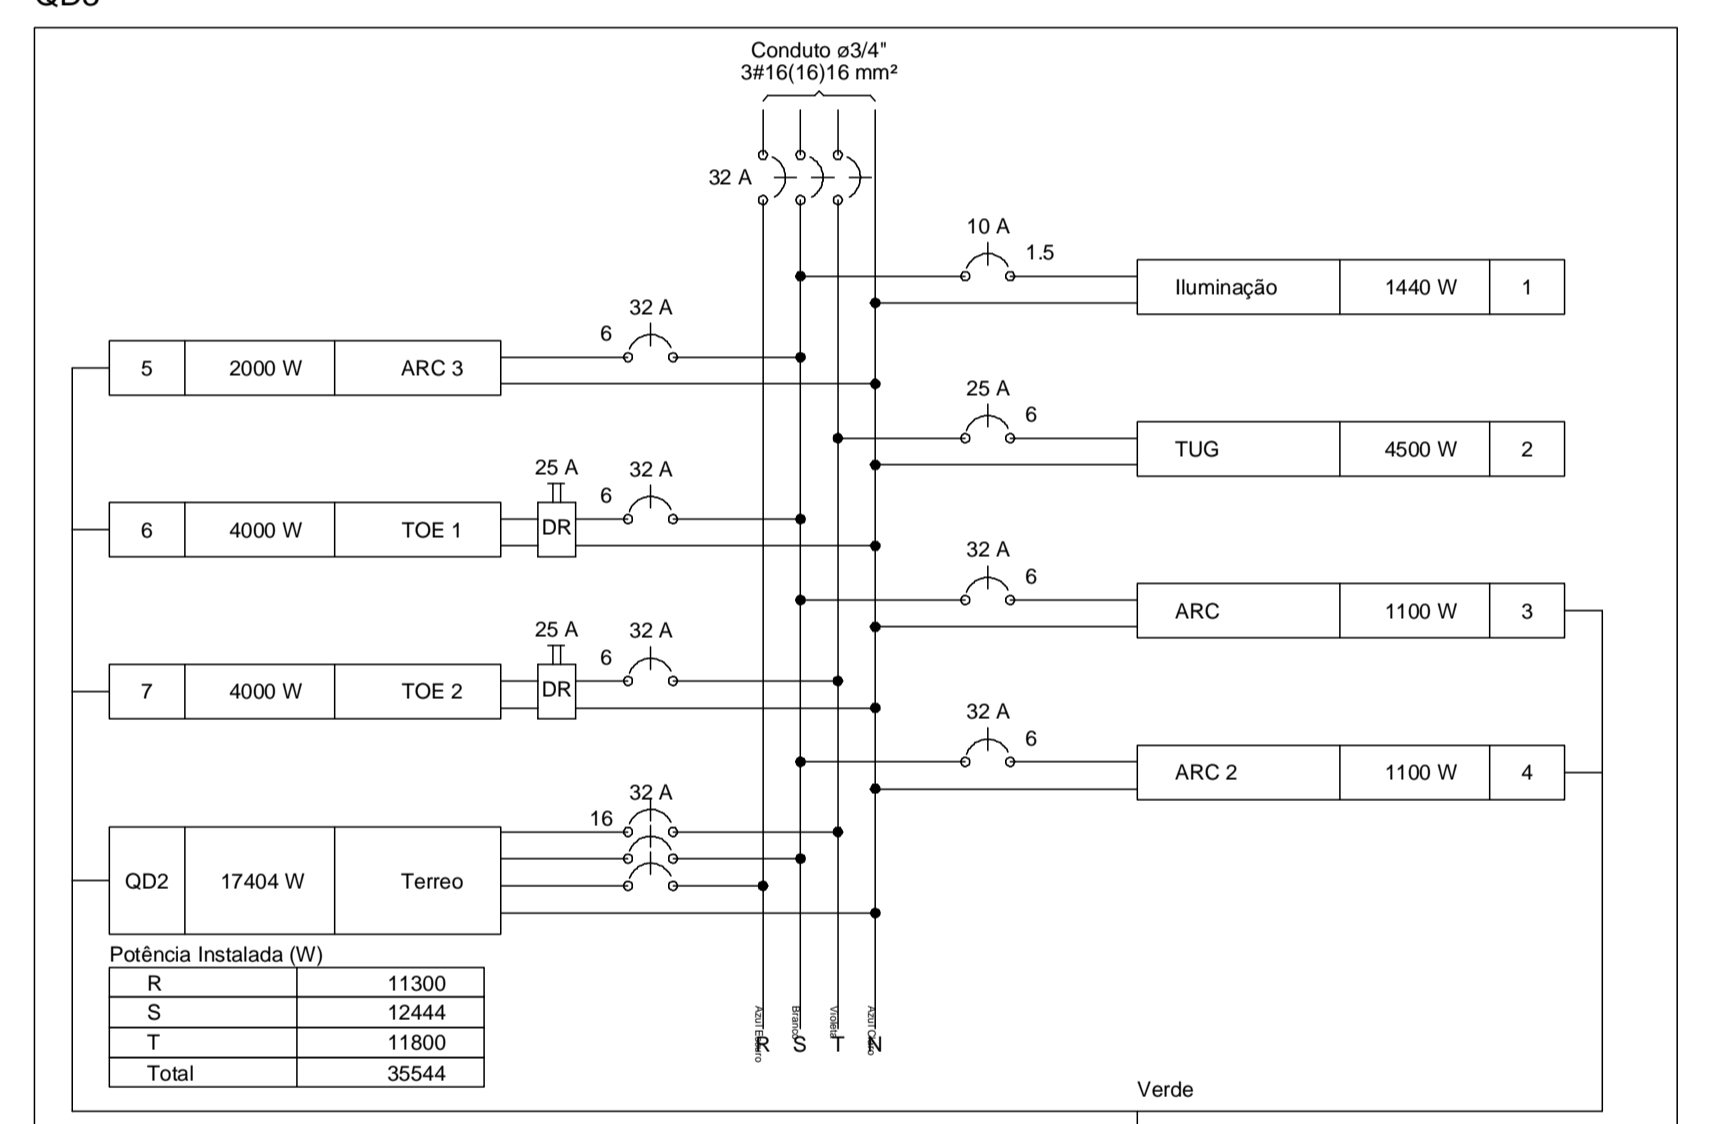 Conduto ø3/4"
3#16(16)16 mm²
32 A
10 A
1.5
Iluminação 1440 W 1
32 A
6
5 2000 W ARC 3
25 A
6
TUG 4500 W 2
25 A 32 A
6
6 4000 W TOE 1 DR
32 A
6
ARC 1100 W 3
25 A 32 A
6
7 4000 W TOE 2 DR
32 A
6
ARC 2 1100 W 4
32 A
16
QD2 17404 W Terreo
Potência Instalada (W)
R 11300
S 12444
T 11800
Total 35544
Branco
Violeta
R S T N
Verde